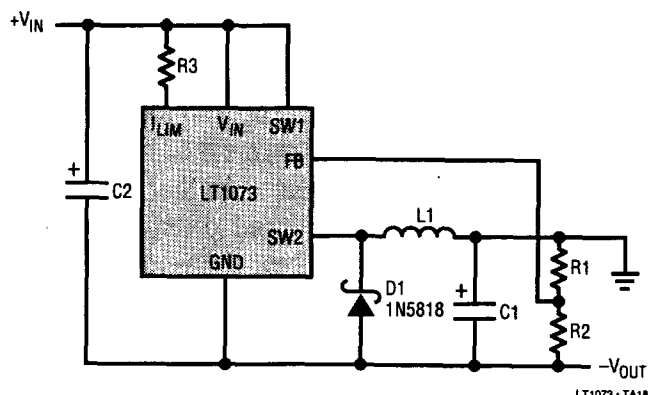 +VIN
R3
ILIM VIN SW1
FB
LT1073
C2
+
SW2
L1
GND
D1
1N5818
+
C1
R1
R2
–VOUT